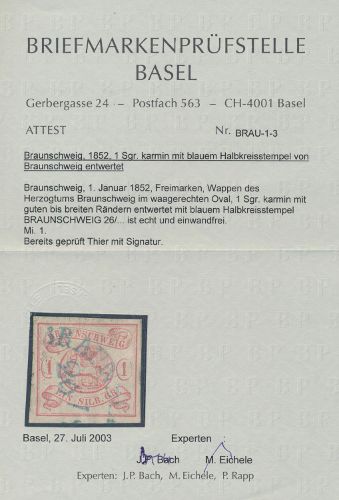 BRIEFMARKENPRÜFSTELLE
BASEL
Gerbergasse 24 – Postfach 563 – CH-4001 Basel
ATTEST Nr. BRAU-1-3
Braunschweig, 1852, 1 Sgr. karmin mit blauem Halbkreisstempel von
Braunschweig entwertet
Braunschweig, 1. Januar 1852, Freimarken, Wappen des
Herzogtums Braunschweig im waagerechten Oval, 1 Sgr. karmin mit
guten bis breiten Rändern entwertet mit blauem Halbkreisstempel
BRAUNSCHWEIG 26/... ist echt und einwandfrei.
Mi. 1.
Bereits geprüft Thier mit Signatur.
BRAUNSCHWEIG
1 1
EIN SILB. GR.
Basel, 27. Juli 2003 Experten
J.P. Bach M. Eichele
Experten: J.P. Bach, M. Eichele, P. Rapp